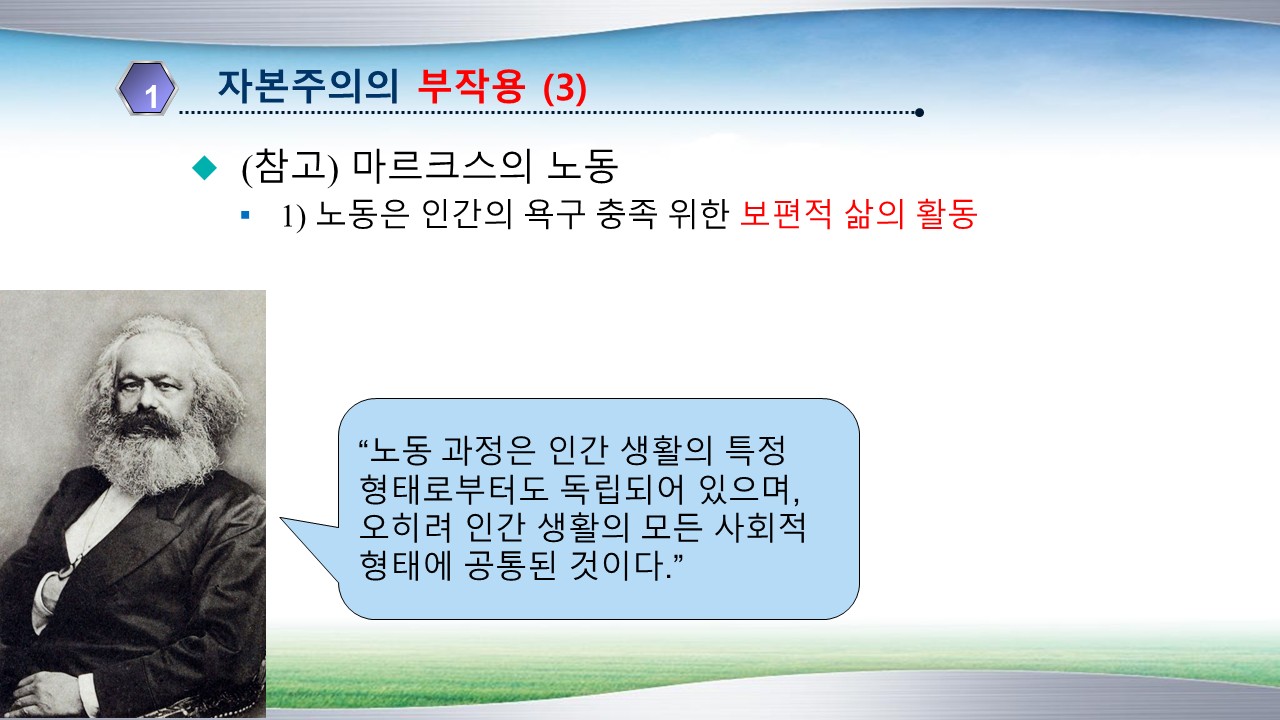 1
자본주의의 부작용 (3)
(참고) 마르크스의 노동
1) 노동은 인간의 욕구 충족 위한 보편적 삶의 활동
“노동 과정은 인간 생활의 특정
형태로부터도 독립되어 있으며,
오히려 인간 생활의 모든 사회적
형태에 공통된 것이다.”